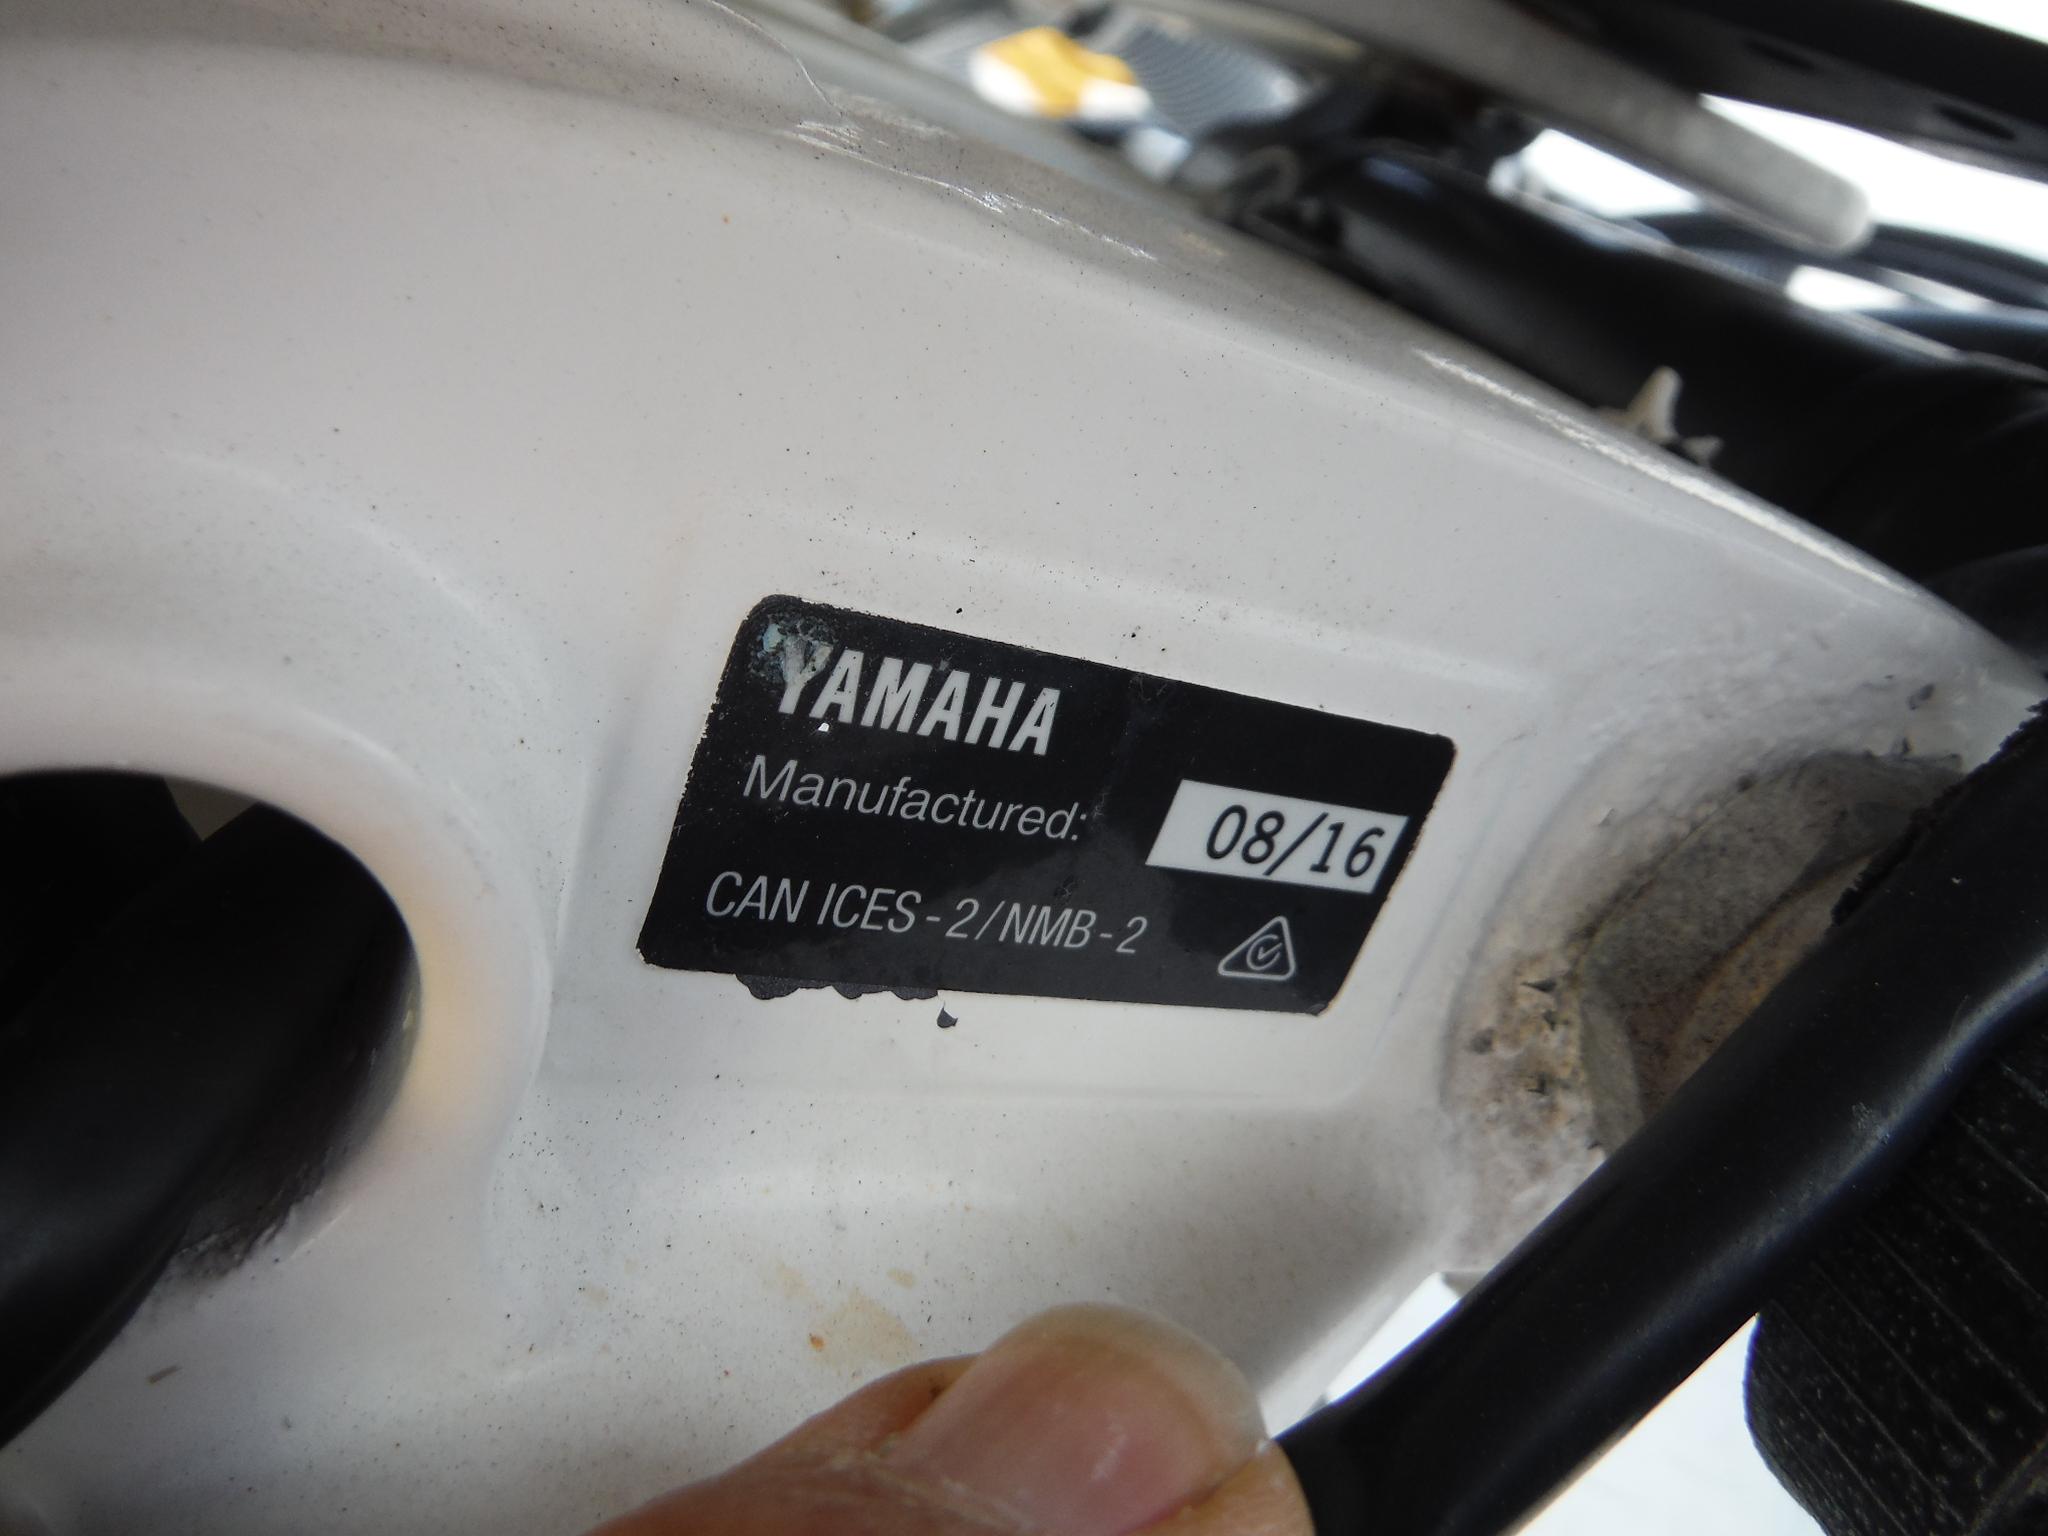 YAMAHA
Manufactured: 08/16
CAN ICES-2/NMB-2